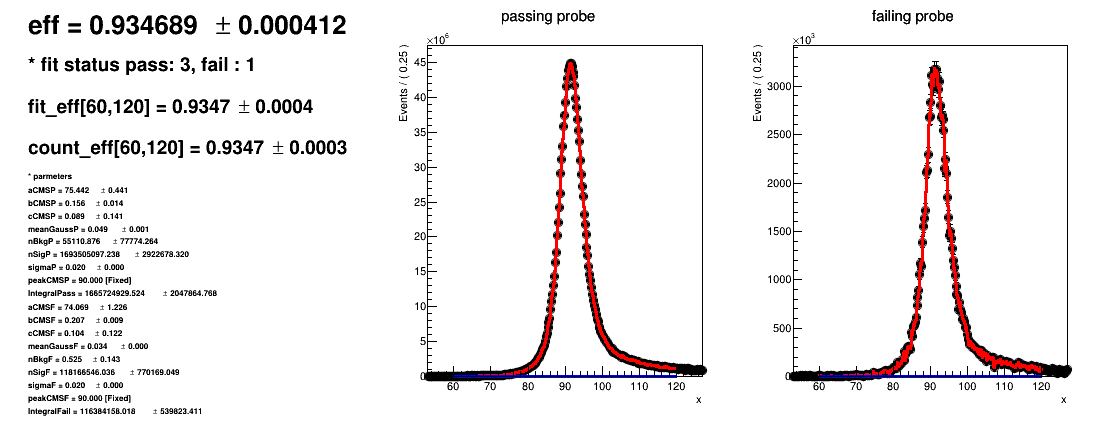 eff = 0.934689 ± 0.000412
* fit status pass: 3, fail : 1
fit_eff[60,120] = 0.9347 ± 0.0004
count_eff[60,120] = 0.9347 ± 0.0003
* parmeters
aCMSP = 75.442 ± 0.441
bCMSP = 0.156 ± 0.014
cCMSP = 0.089 ± 0.141
meanGaussP = 0.049 ± 0.001
nBkgP = 55110.876 ± 77774.264
nSigP = 1693505097.238 ± 2922678.320
sigmaP = 0.020 ± 0.000
peakCMSP = 90.000 [Fixed]
IntegralPass = 1665724929.524 ± 2047864.768
aCMSF = 74.069 ± 1.226
bCMSF = 0.207 ± 0.009
cCMSF = 0.104 ± 0.122
meanGaussF = 0.034 ± 0.000
nBkgF = 0.525 ± 0.143
nSigF = 118166546.036 ± 770169.049
sigmaF = 0.020 ± 0.000
peakCMSF = 90.000 [Fixed]
IntegralFail = 116384158.018 ± 539823.411
passing probe
×10⁶
Events / ( 0.25 )
45
40
35
30
25
20
15
10
5
0
60 70 80 90 100 110 120
x
failing probe
×10³
Events / ( 0.25 )
3000
2500
2000
1500
1000
500
0
60 70 80 90 100 110 120
x